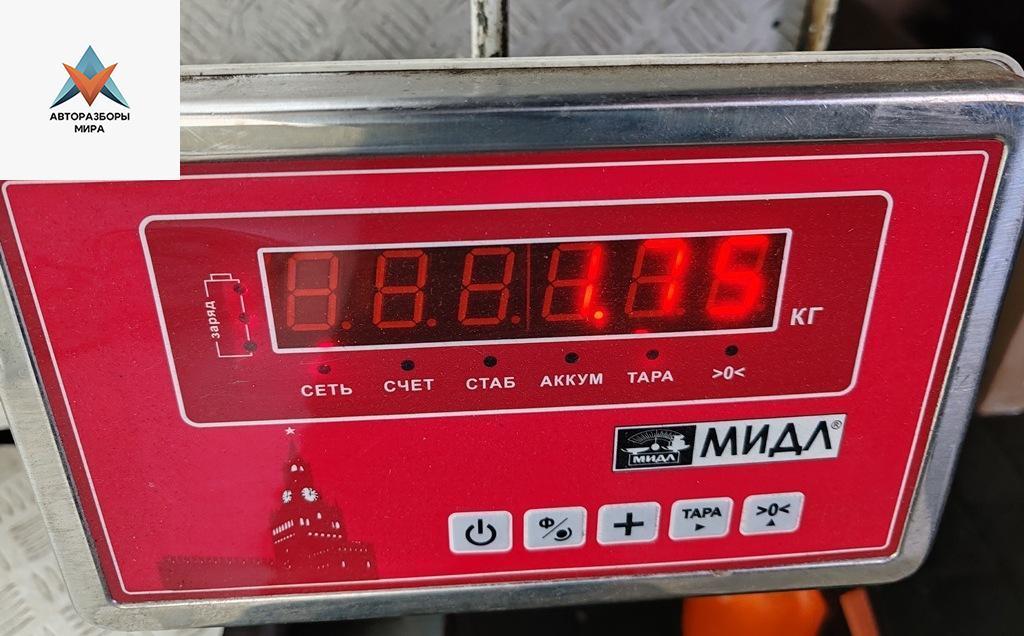 АВТОРАЗБОРЫ
МИРА
1.75
КГ
заряд
СЕТЬ СЧЕТ СТАБ АККУМ ТАРА >0<
МИДЛ МИДЛ®
Ф + ТАРА >0<